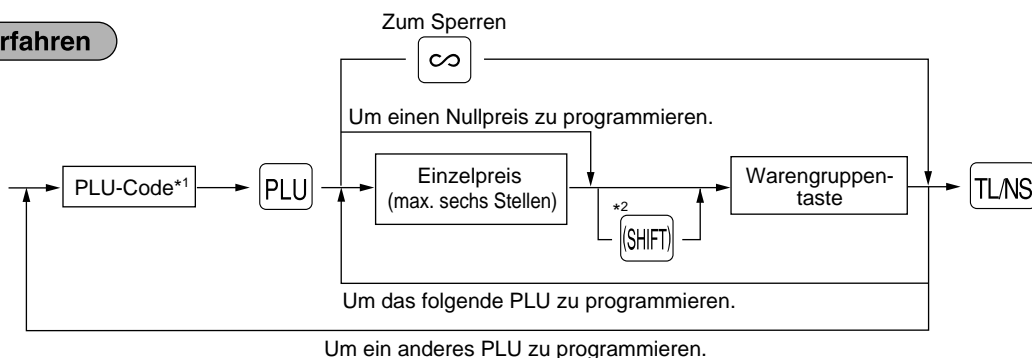 rfahren
Zum Sperren
Um einen Nullpreis zu programmieren.
PLU-Code*1
PLU
Einzelpreis
(max. sechs Stellen)
*2
(SHIFT)
Warengruppen-
taste
TL/NS
Um das folgende PLU zu programmieren.
Um ein anderes PLU zu programmieren.